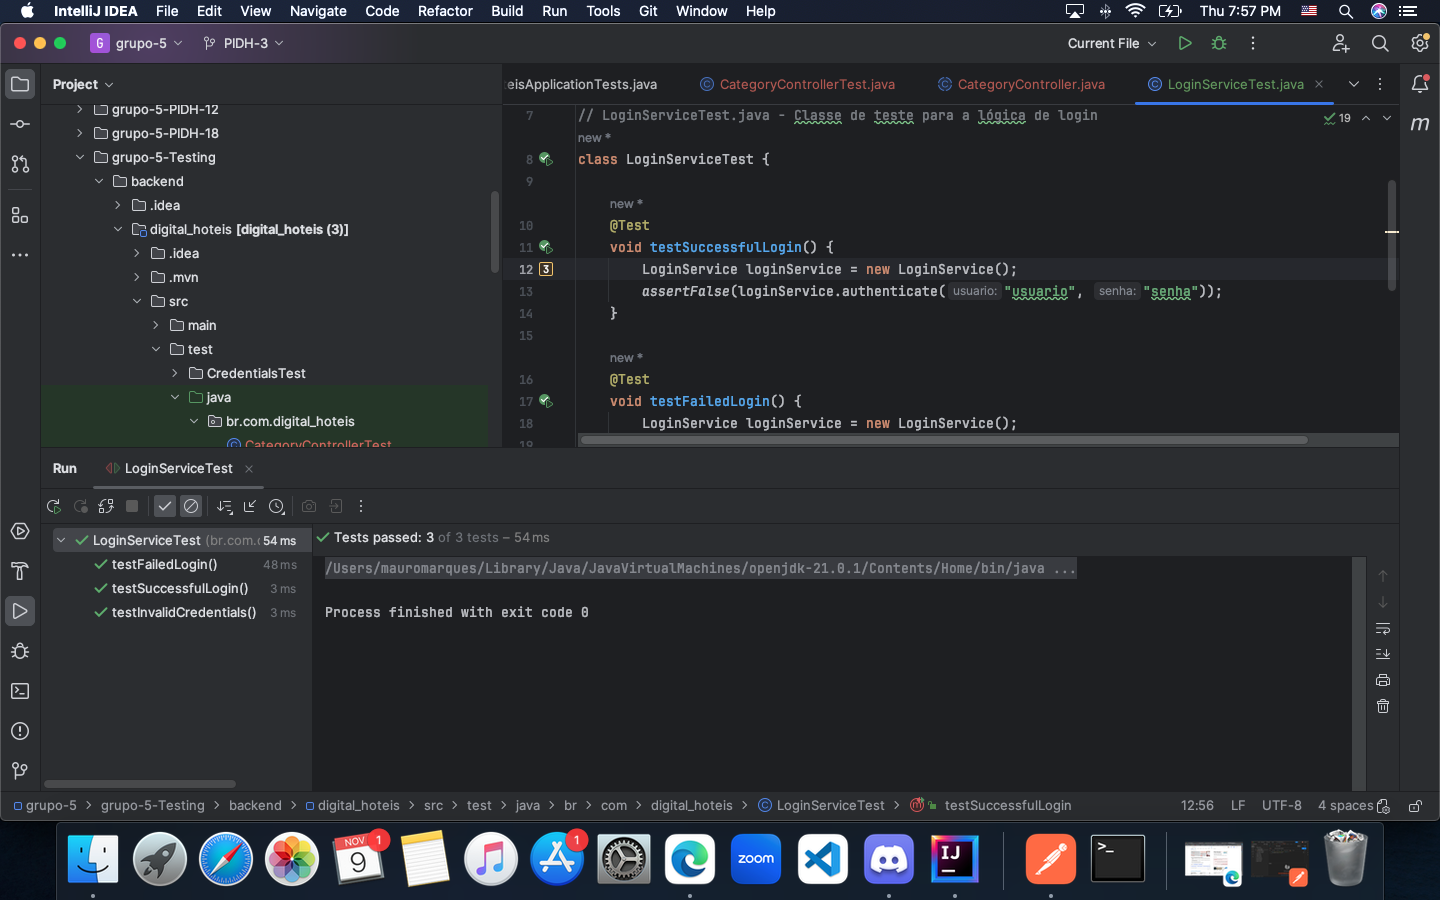 IntelliJ IDEA File Edit View Navigate Code Refactor Build Run Tools Git Window Help Thu 7:57 PM
G grupo-5 PIDH-3 Current File
Project
eisApplicationTests.java CategoryControllerTest.java CategoryController.java LoginServiceTest.java
grupo-5-PIDH-12
grupo-5-PIDH-18
grupo-5-Testing
backend
.idea
digital_hoteis [digital_hoteis (3)]
.idea
.mvn
src
main
test
CredentialsTest
java
br.com.digital_hoteis
CategoryControllerTest
7 // LoginServiceTest.java - Classe de teste para a lógica de login
19
new *
8 class LoginServiceTest {
9
new *
10 @Test
11 void testSuccessfulLogin() {
12 3 LoginService loginService = new LoginService();
13 assertFalse(loginService.authenticate( usuario: "usuario", senha: "senha"));
14 }
15
new *
16 @Test
17 void testFailedLogin() {
18 LoginService loginService = new LoginService();
19
Run LoginServiceTest
LoginServiceTest (br.com.c 54 ms
testFailedLogin() 48 ms
testSuccessfulLogin() 3 ms
testInvalidCredentials() 3 ms
Tests passed: 3 of 3 tests – 54 ms
/Users/mauromarques/Library/Java/JavaVirtualMachines/openjdk-21.0.1/Contents/Home/bin/java ...
Process finished with exit code 0
m
grupo-5 > grupo-5-Testing > backend > digital_hoteis > src > test > java > br > com > digital_hoteis > LoginServiceTest > testSuccessfulLogin 12:56 LF UTF-8 4 spaces
NOV 9 1
1
zoom
IJ
>_